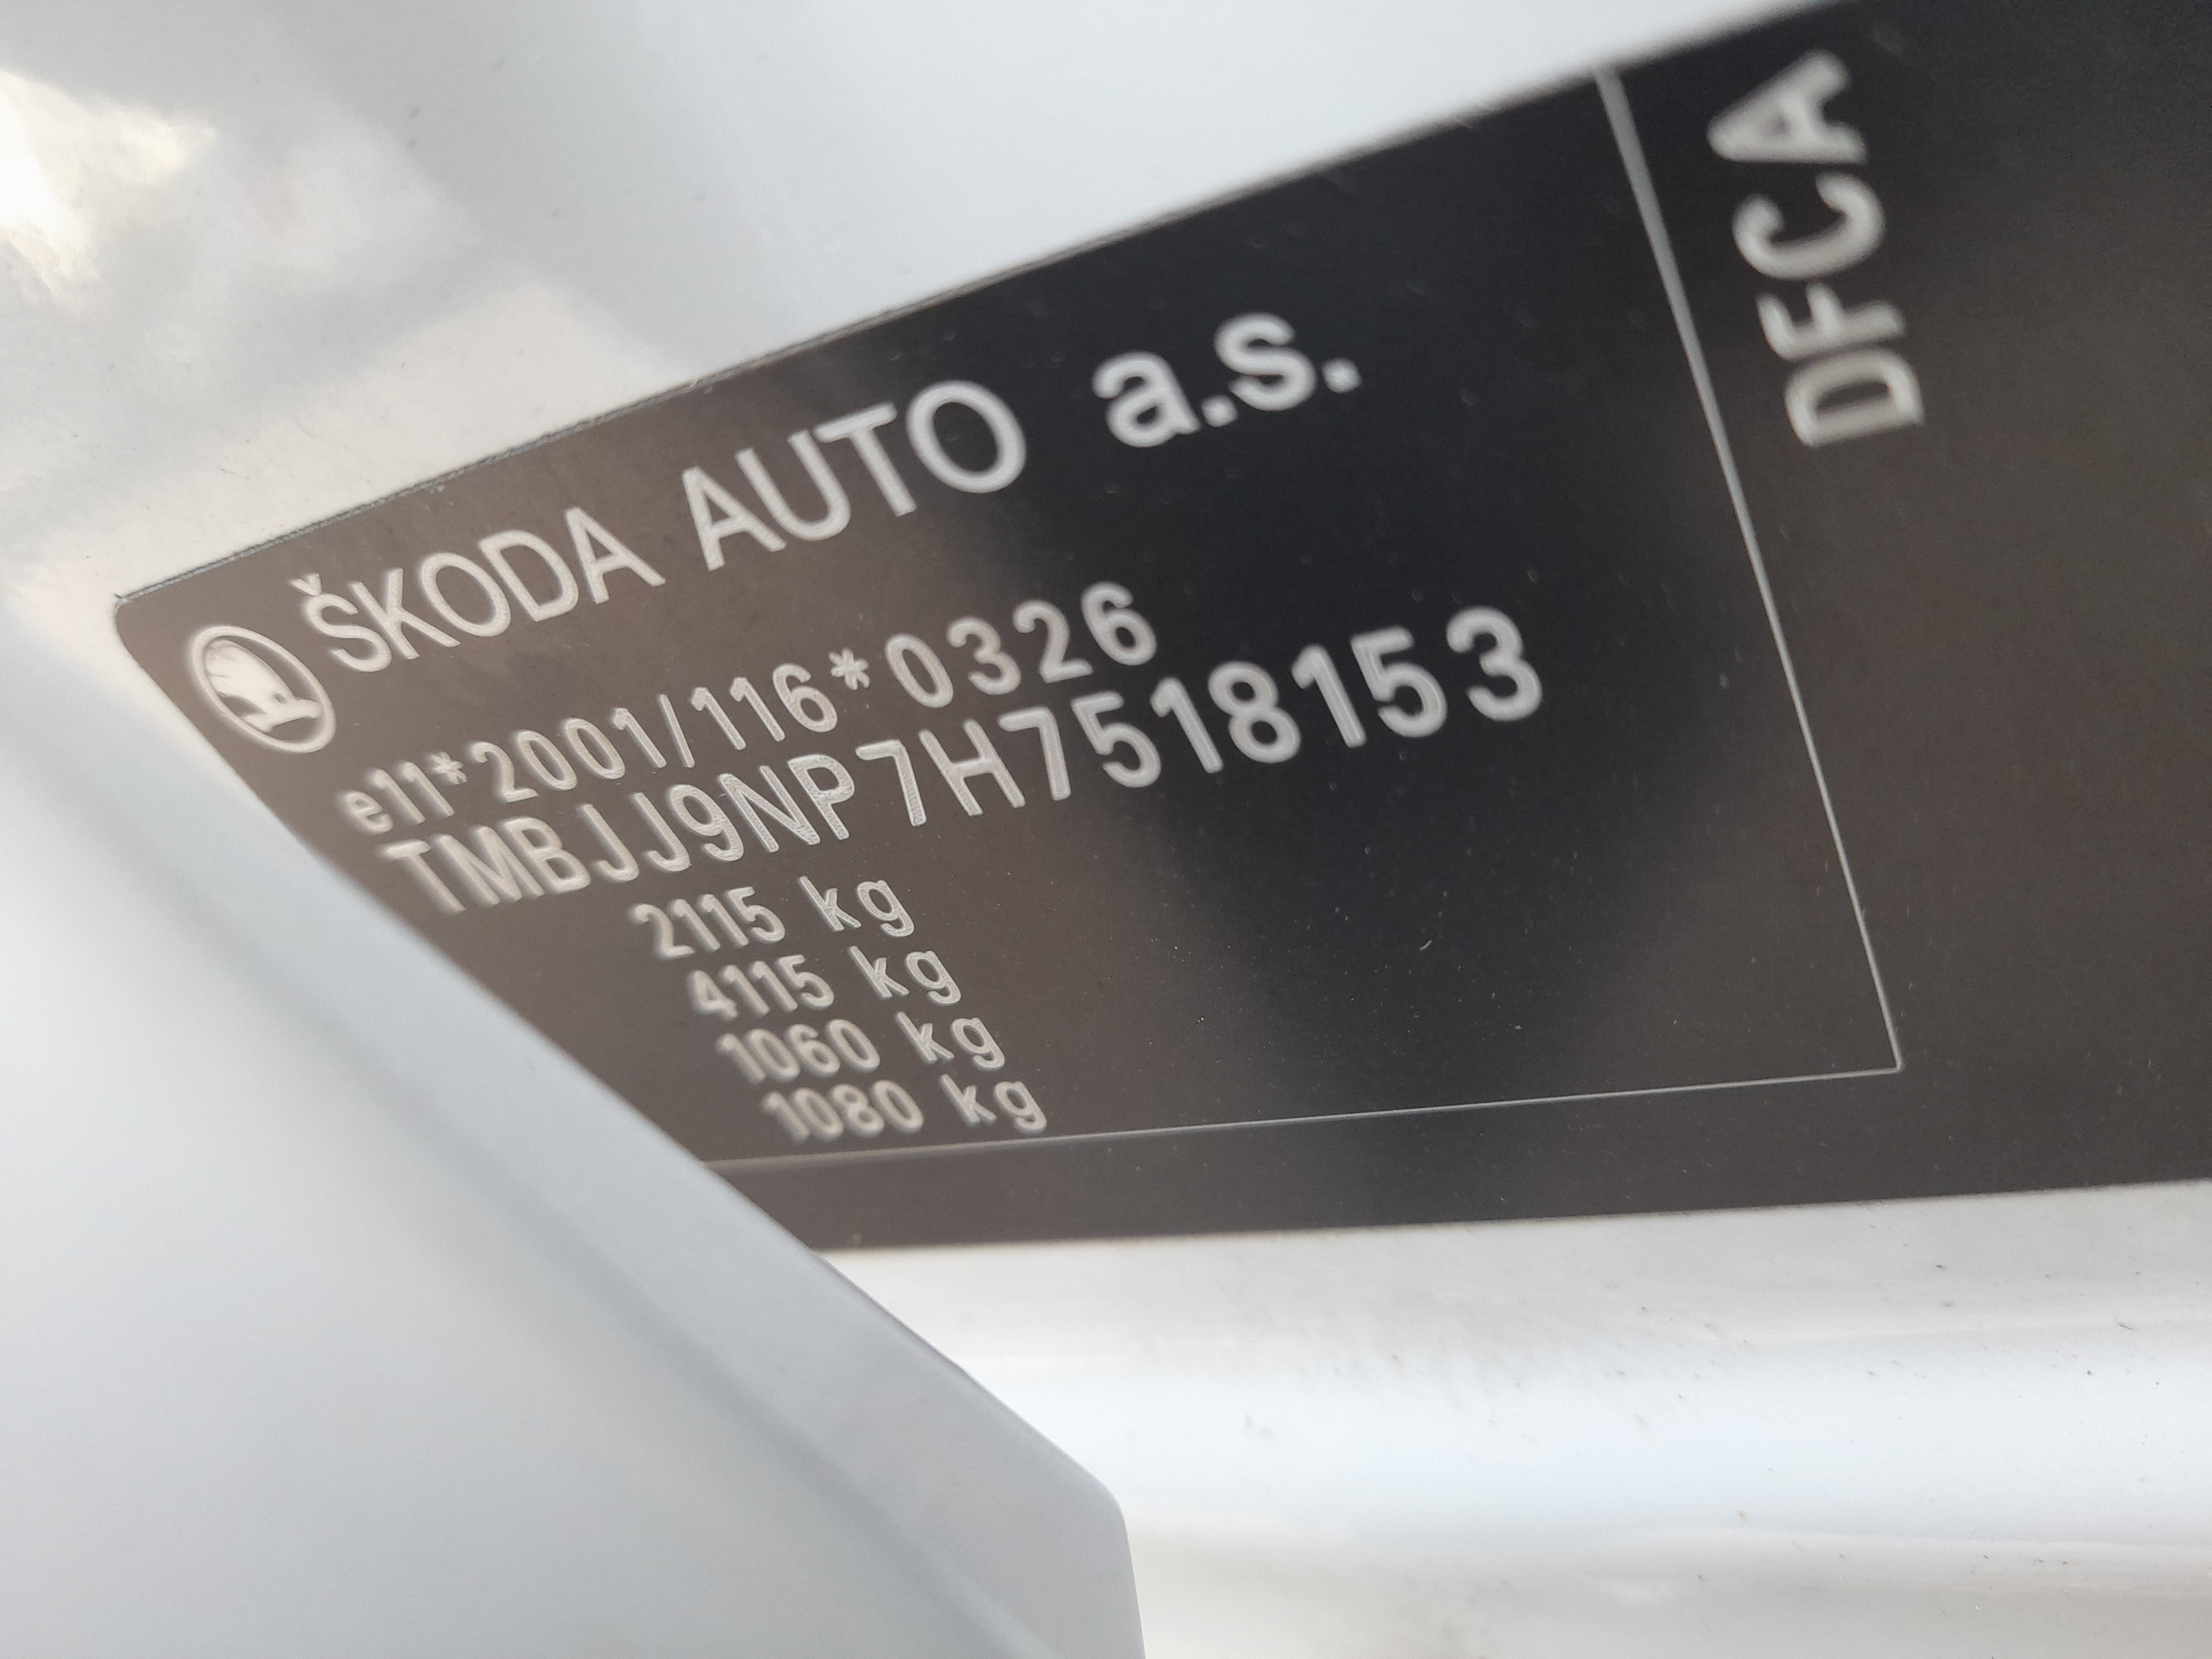 ŠKODA AUTO a.s.
e11*2001/116*0326
TMBJJ9NP7H7518153
2115 kg
4115 kg
1060 kg
1080 kg
DFCA